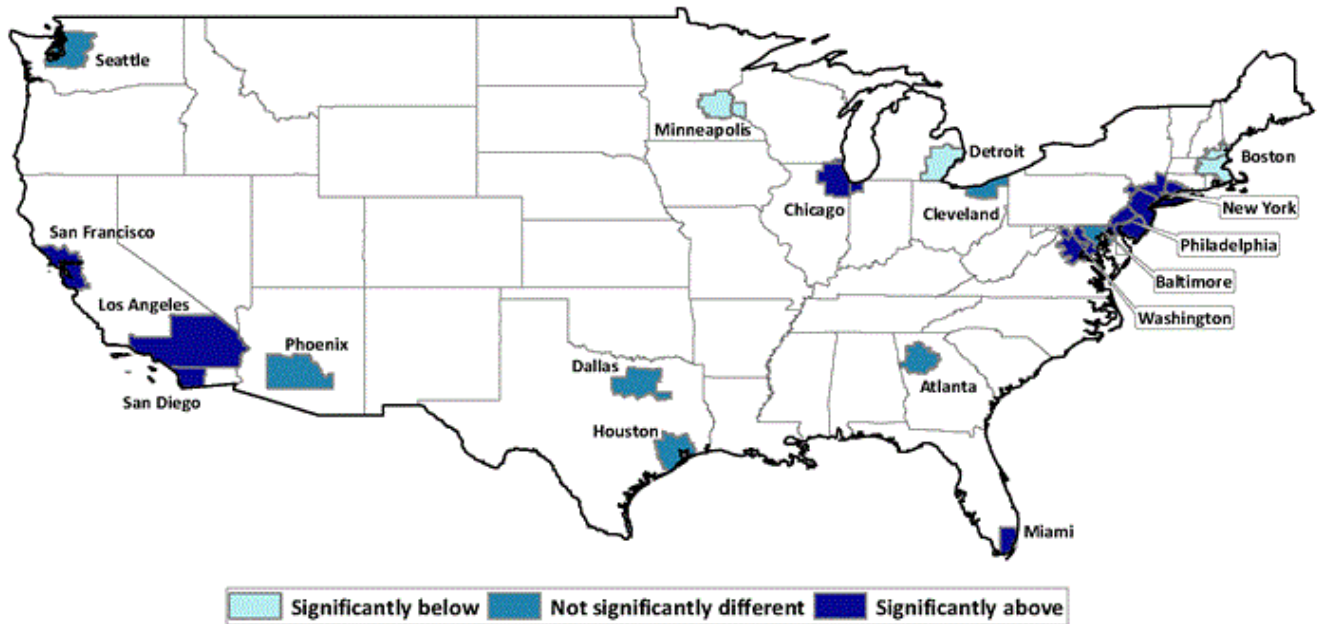 Seattle
Minneapolis
Detroit
Boston
Chicago
Cleveland
New York
San Francisco
Philadelphia
Baltimore
Los Angeles
Washington
Phoenix
Dallas
Atlanta
San Diego
Houston
Miami
Significantly below
Not significantly different
Significantly above